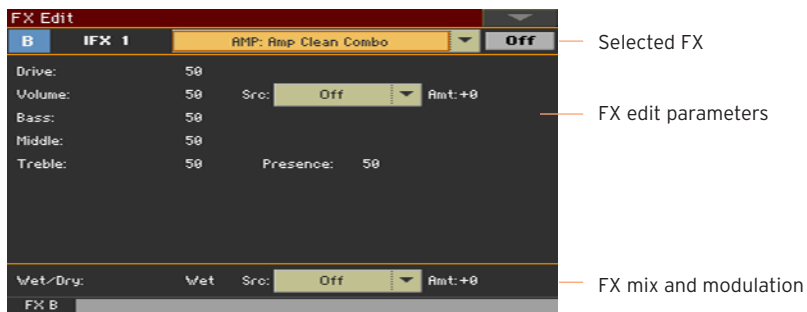 FX Edit
B IFX 1 AMP: Amp Clean Combo Off Selected FX
Drive: 50
Volume: 50 Src: Off Amt:+0
FX edit parameters
Bass: 50
Middle: 50
Treble: 50 Presence: 50
Wet/Dry: Wet Src: Off Amt:+0 FX mix and modulation
FX B